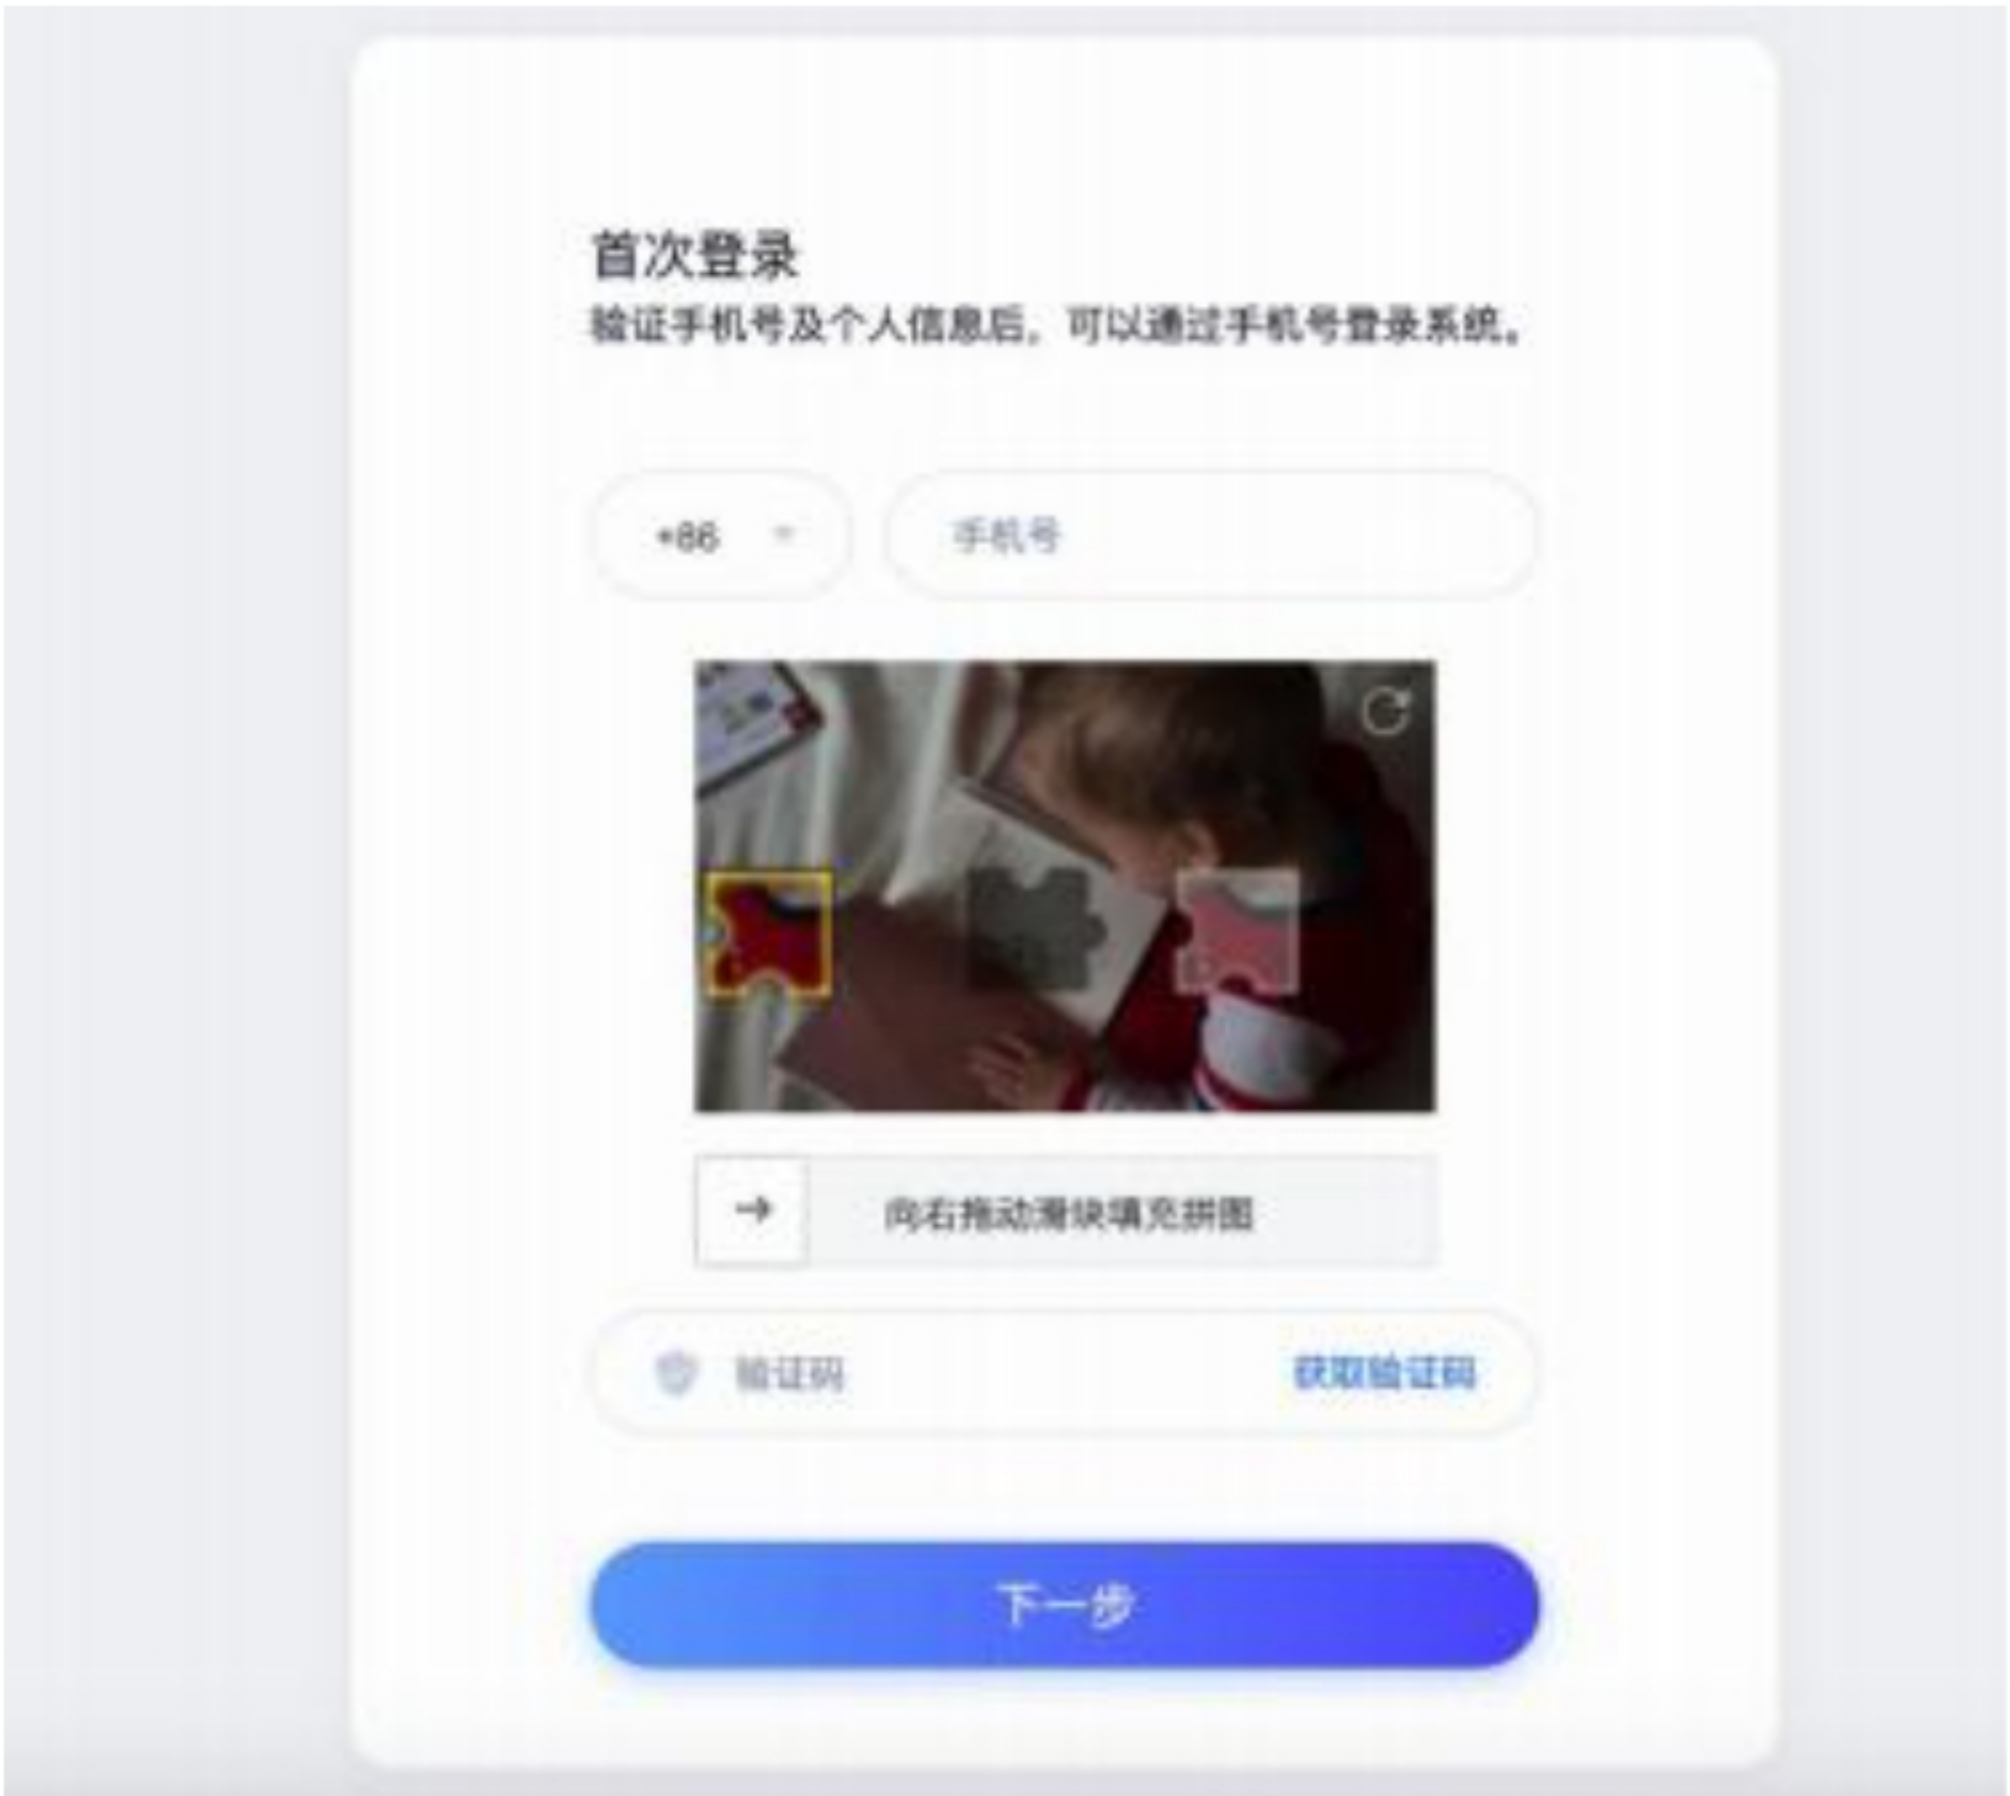 首次登录
验证手机号及个人信息后，可以通过手机号登录系统。
+86
手机号
向右拖动滑块填充拼图
验证码
获取验证码
下一步